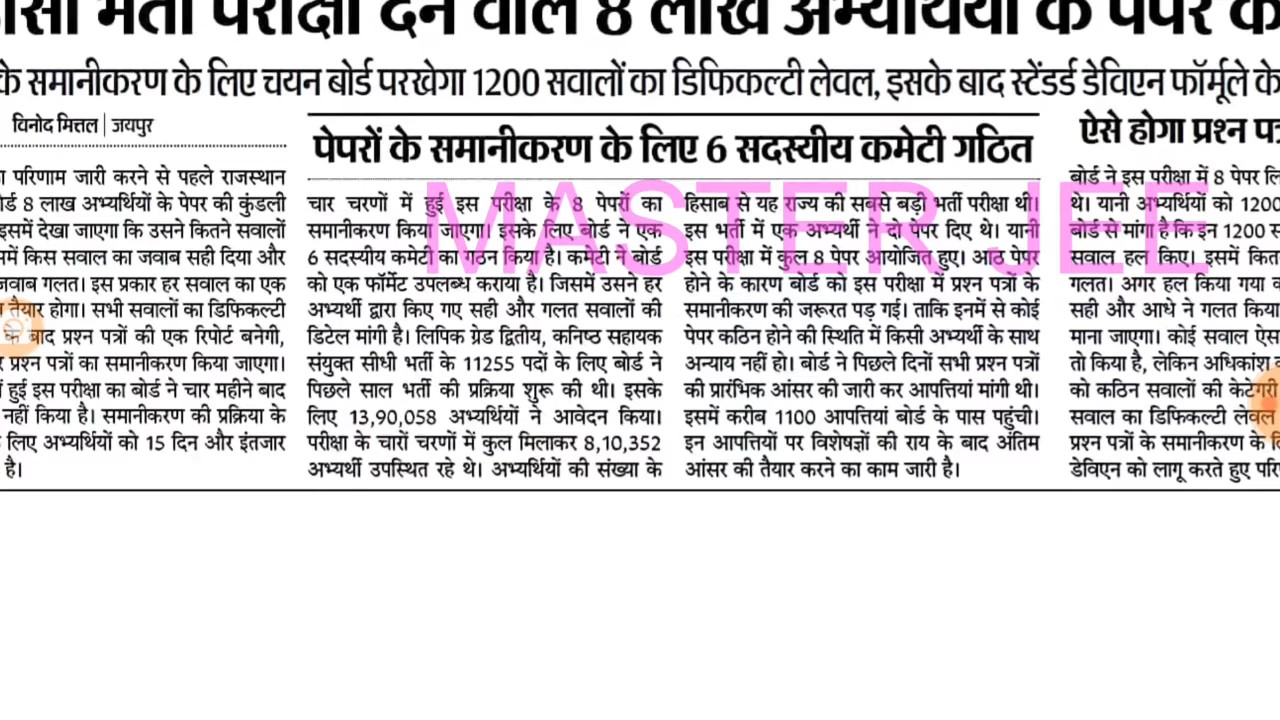 भर्ती परीक्षा देने वाले 8 लाख अभ्यर्थियों के पेपर
के समानीकरण के लिए चयन बोर्ड परखेगा 1200 सवालों का डिफिकल्टी लेवल, इसके बाद स्टेंडर्ड डेविएन फॉर्मूले के
विनोद मित्तल | जयपुर
परिणाम जारी करने से पहले राजस्थान
8 लाख अभ्यर्थियों के पेपर की कुंडली
इसमें देखा जाएगा कि उसने कितने सवालों
किस सवाल का जवाब सही दिया और
जवाब गलत। इस प्रकार हर सवाल का एक
तैयार होगा। सभी सवालों का डिफिकल्टी
के बाद प्रश्न पत्रों की एक रिपोर्ट बनेगी,
प्रश्न पत्रों का समानीकरण किया जाएगा।
हुई इस परीक्षा का बोर्ड ने चार महीने बाद
नहीं किया है। समानीकरण की प्रक्रिया के
लिए अभ्यर्थियों को 15 दिन और इंतजार
है।
पेपरों के समानीकरण के लिए 6 सदस्यीय कमेटी गठित
चार चरणों में हुई इस परीक्षा के 8 पेपरों का
समानीकरण किया जाएगा। इसके लिए बोर्ड ने एक
6 सदस्यीय कमेटी का गठन किया है। कमेटी ने बोर्ड
को एक फॉर्मेट उपलब्ध कराया है। जिसमें उसने हर
अभ्यर्थी द्वारा किए गए सही और गलत सवालों की
डिटेल मांगी है। लिपिक ग्रेड द्वितीय, कनिष्ठ सहायक
संयुक्त सीधी भर्ती के 11255 पदों के लिए बोर्ड ने
पिछले साल भर्ती की प्रक्रिया शुरू की थी। इसके
लिए 13,90,058 अभ्यर्थियों ने आवेदन किया।
परीक्षा के चारों चरणों में कुल मिलाकर 8,10,352
अभ्यर्थी उपस्थित रहे थे। अभ्यर्थियों की संख्या के
हिसाब से यह राज्य की सबसे बड़ी भर्ती परीक्षा थी।
इस भर्ती में एक अभ्यर्थी ने दो पेपर दिए थे। यानी
इस परीक्षा में कुल 8 पेपर आयोजित हुए। आठ पेपर
होने के कारण बोर्ड को इस परीक्षा में प्रश्न पत्रों के
समानीकरण की जरूरत पड़ गई। ताकि इनमें से कोई
पेपर कठिन होने की स्थिति में किसी अभ्यर्थी के साथ
अन्याय नहीं हो। बोर्ड ने पिछले दिनों सभी प्रश्न पत्रों
की प्रारंभिक आंसर की जारी कर आपत्तियां मांगी थी।
इसमें करीब 1100 आपत्तियां बोर्ड के पास पहुंची।
इन आपत्तियों पर विशेषज्ञों की राय के बाद अंतिम
आंसर की तैयार करने का काम जारी है।
MASTER JEE
ऐसे होगा प्रश्न
बोर्ड ने इस परीक्षा में 8 पेपर
थे। यानी अभ्यर्थियों को 1200
बोर्ड से मांगा है कि इन 1200
सवाल हल किए। इसमें
गलत। अगर हल किया गया
सही और आधे ने गलत
माना जाएगा। कोई सवाल
तो किया है, लेकिन अधिकांश
को कठिन सवालों की केटेगरी
सवाल का डिफिकल्टी लेवल
प्रश्न पत्रों के समानीकरण के
डेविएन को लागू करते हुए